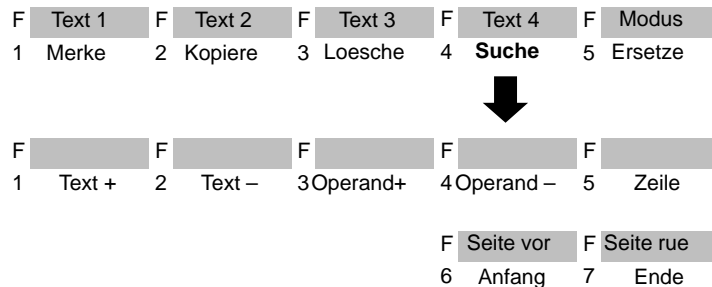 F Text 1 F Text 2 F Text 3 F Text 4 F Modus
1 Merke 2 Kopiere 3 Loesche 4 Suche 5 Ersetze
F F F F F
1 Text + 2 Text – 3 Operand+ 4 Operand – 5 Zeile
F Seite vor F Seite rue
6 Anfang 7 Ende